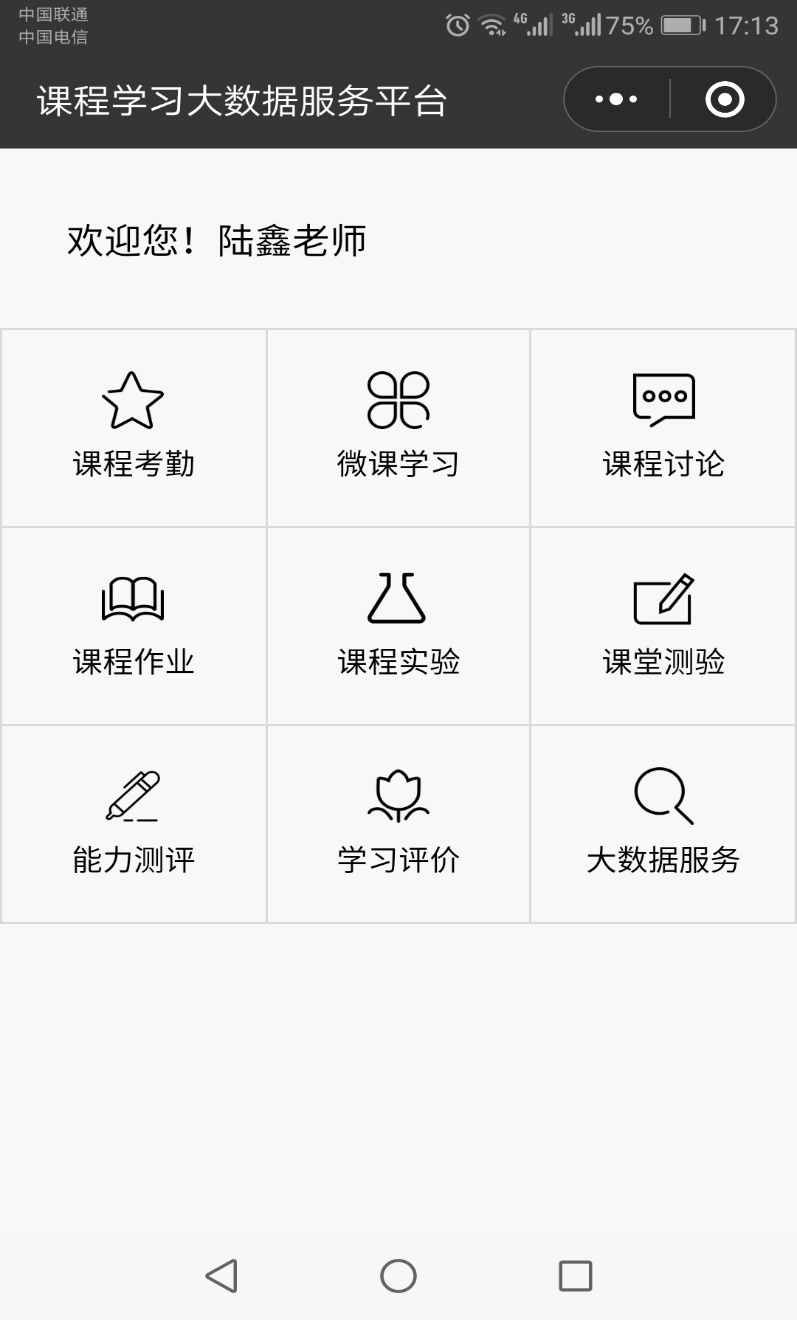 中国联通
中国电信
4G 3G 75% 17:13
课程学习大数据服务平台
欢迎您！陆鑫老师
课程考勤 微课学习 课程讨论
课程作业 课程实验 课堂测验
能力测评 学习评价 大数据服务